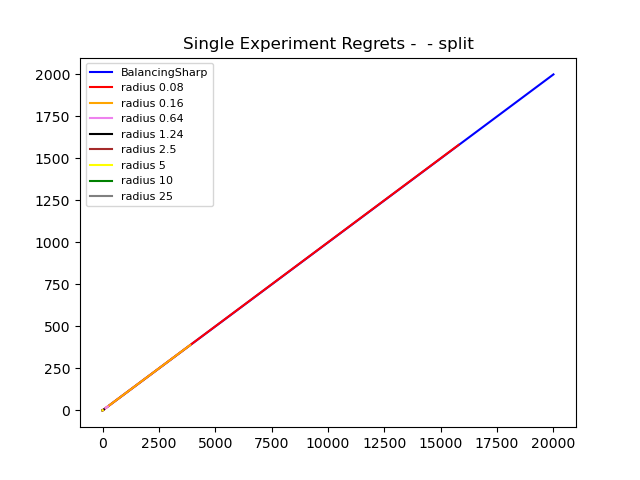 Single Experiment Regrets -  - split
BalancingSharp
radius 0.08
radius 0.16
radius 0.64
radius 1.24
radius 2.5
radius 5
radius 10
radius 25
2000
1750
1500
1250
1000
750
500
250
0
0 2500 5000 7500 10000 12500 15000 17500 20000